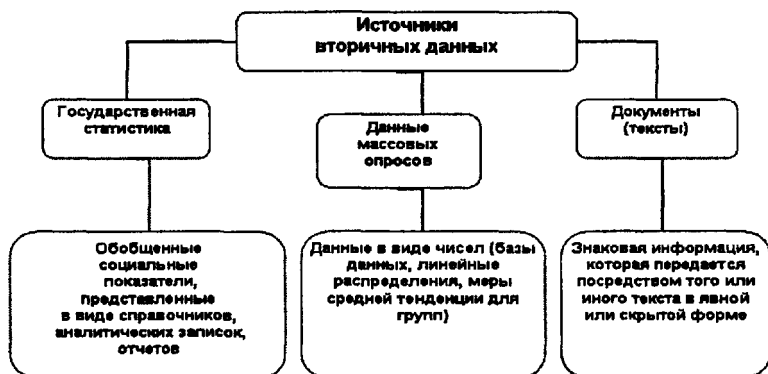 Источники
вторичных данных
Государственная
статистика
Данные
массовых
опросов
Документы
(тексты)
Обобщенные
социальные
показатели,
представленные
в виде справочников,
аналитических записок,
отчетов
Данные в виде чисел (базы
данных, линейные
распределения, меры
средней тенденции для
групп)
Знаковая информация,
которая передается
посредством того или
иного текста в явной
или скрытой форме